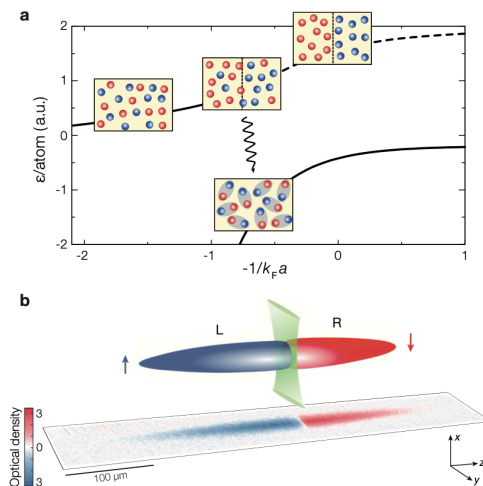 a
ε/atom (a.u.)
2
1
0
-1
-2
-2
-1
0
1
-1/kFa
b
L
R
Optical density
3
0
3
100 µm
x
z
y